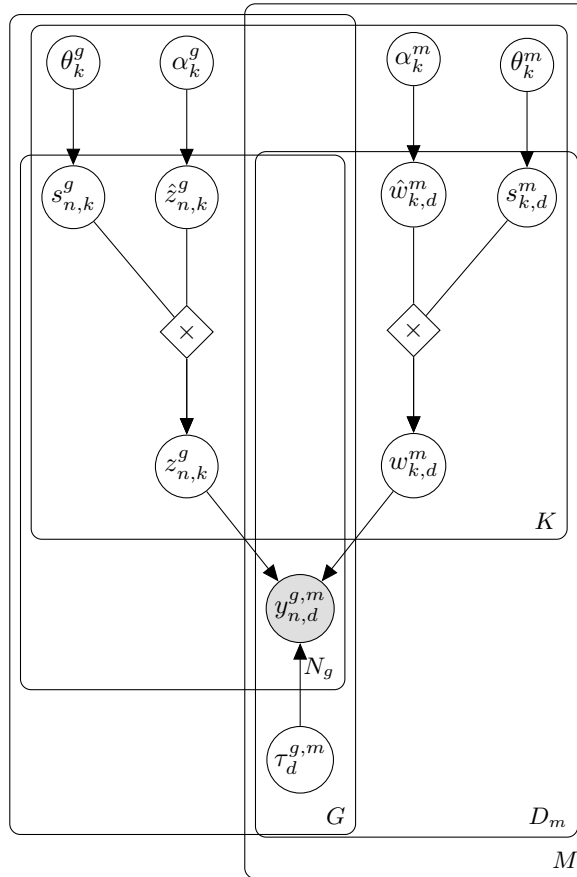 θ_k^g α_k^g α_k^m θ_k^m
s_{n,k}^g ẑ_{n,k}^g ŵ_{k,d}^m s_{k,d}^m
× ×
z_{n,k}^g w_{k,d}^m
K
y_{n,d}^{g,m}
N_g
τ_d^{g,m}
G D_m
M